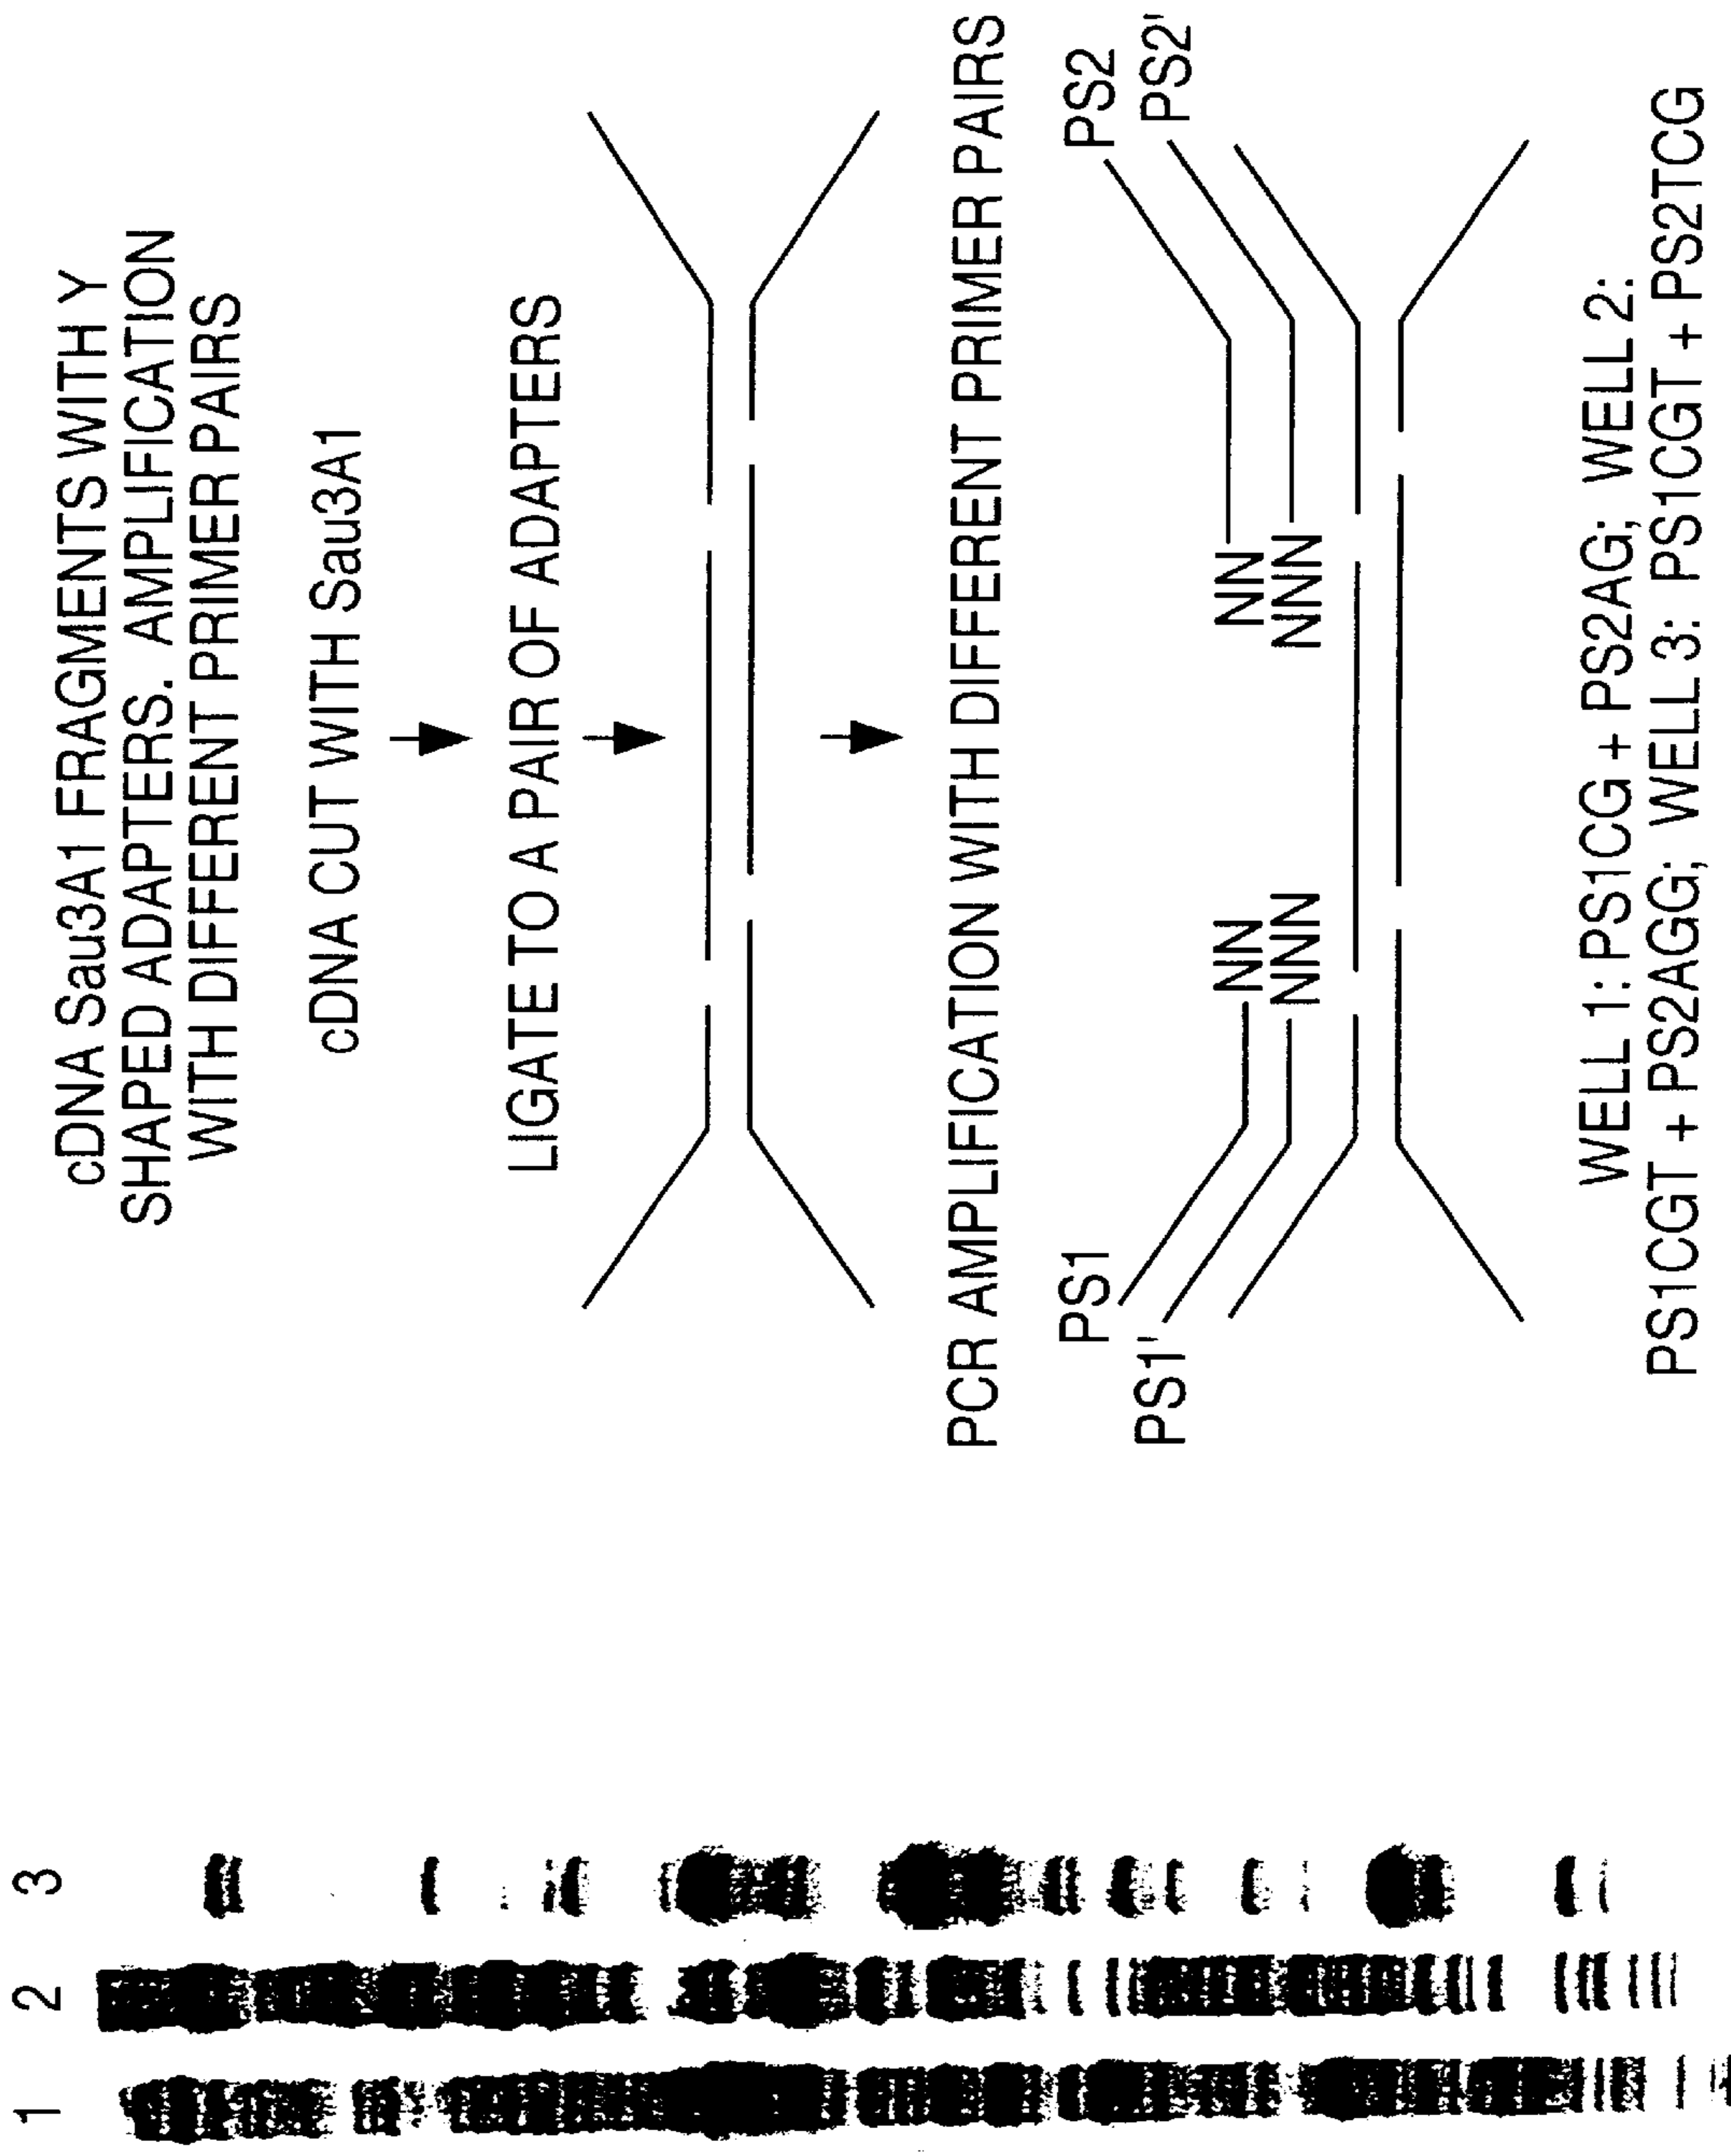 1 2 3
cDNA Sau3A1 FRAGMENTS WITH Y
SHAPED ADAPTERS. AMPLIFICATION
WITH DIFFERENT PRIMER PAIRS
cDNA CUT WITH Sau3A1
LIGATE TO A PAIR OF ADAPTERS
PCR AMPLIFICATION WITH DIFFERENT PRIMER PAIRS
PS1 PS2
PS1' PS2'
NN NN
NNN NNN
WELL 1: PS1CG + PS2AG; WELL 2:
PS1CGT + PS2AGG; WELL 3: PS1CGT + PS2TCG